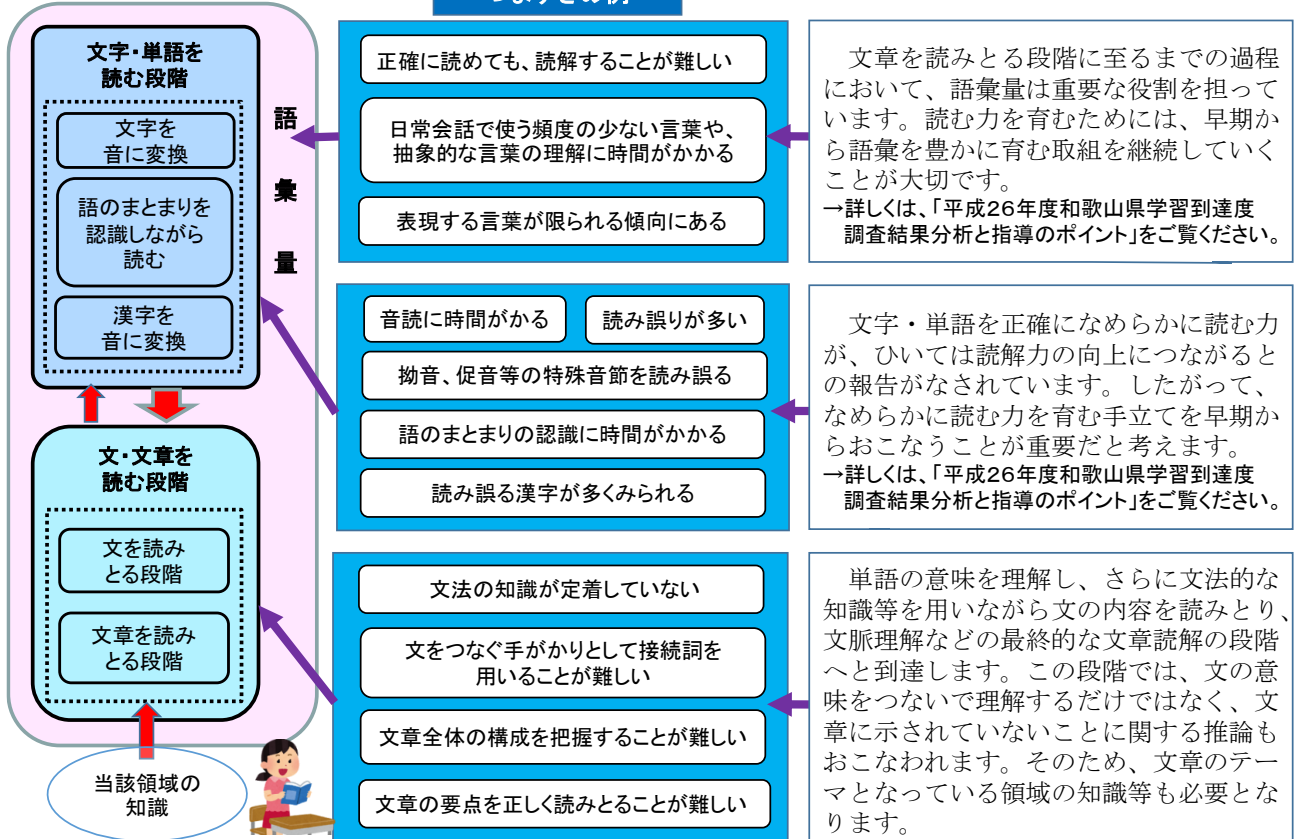 つまずきの例
文字・単語を
読む段階
文字を
音に変換
語のまとまりを
認識しながら
読む
漢字を
音に変換
語
彙
量
文・文章を
読む段階
文を読み
とる段階
文章を読み
とる段階
当該領域の
知識
正確に読めても、読解することが難しい
日常会話で使う頻度の少ない言葉や、
抽象的な言葉の理解に時間がかかる
表現する言葉が限られる傾向にある
文章を読みとる段階に至るまでの過程
において、語彙量は重要な役割を担って
います。読む力を育むためには、早期か
ら語彙を豊かに育む取組を継続していく
ことが大切です。
→詳しくは、「平成26年度和歌山県学習到達度
調査結果分析と指導のポイント」をご覧ください。
音読に時間がかる
読み誤りが多い
拗音、促音等の特殊音節を読み誤る
語のまとまりの認識に時間がかかる
読み誤る漢字が多くみられる
文字・単語を正確になめらかに読む力
が、ひいては読解力の向上につながると
の報告がなされています。したがって、
なめらかに読む力を育む手立てを早期か
らおこなうことが重要だと考えます。
→詳しくは、「平成26年度和歌山県学習到達度
調査結果分析と指導のポイント」をご覧ください。
文法の知識が定着していない
文をつなぐ手がかりとして接続詞を
用いることが難しい
文章全体の構成を把握することが難しい
文章の要点を正しく読みとることが難しい
単語の意味を理解し、さらに文法的な
知識等を用いながら文の内容を読みとり、
文脈理解などの最終的な文章読解の段階
へと到達します。この段階では、文の意
味をつないで理解するだけではなく、文
章に示されていないことに関する推論も
おこなわれます。そのため、文章のテー
マとなっている領域の知識等も必要とな
ります。